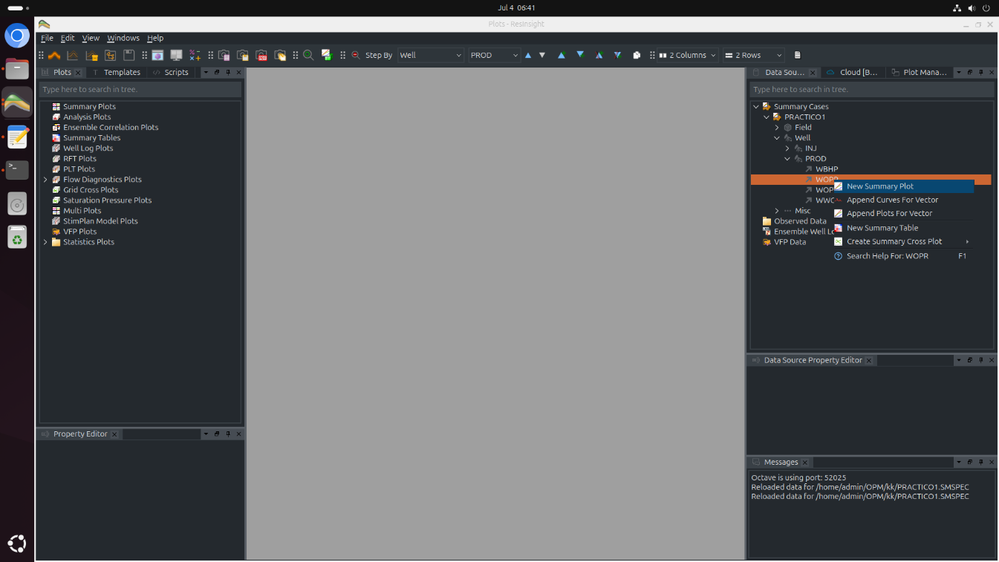 Jul 4 06:41
Plots - ResInsight
File Edit View Windows Help
Step By Well PROD 2 Columns 2 Rows
Plots Templates Scripts
Type here to search in tree.
Summary Plots
Analysis Plots
Ensemble Correlation Plots
Summary Tables
Well Log Plots
RFT Plots
PLT Plots
Flow Diagnostics Plots
Grid Cross Plots
Saturation Pressure Plots
Multi Plots
StimPlan Model Plots
VFP Plots
Statistics Plots
Property Editor
Data Sou... Cloud [B... Plot Mana...
Type here to search in tree.
Summary Cases
PRACTICO1
Field
Well
INJ
PROD
WBHP
WOPR
WOP
WWC
Misc
Observed Data
Ensemble Well Lo
VFP Data
New Summary Plot
Append Curves For Vector
Append Plots For Vector
New Summary Table
Create Summary Cross Plot
Search Help For: WOPR F1
Data Source Property Editor
Messages
Octave is using port: 52025
Reloaded data for /home/admin/OPM/kk/PRACTICO1.SMSPEC
Reloaded data for /home/admin/OPM/kk/PRACTICO1.SMSPEC